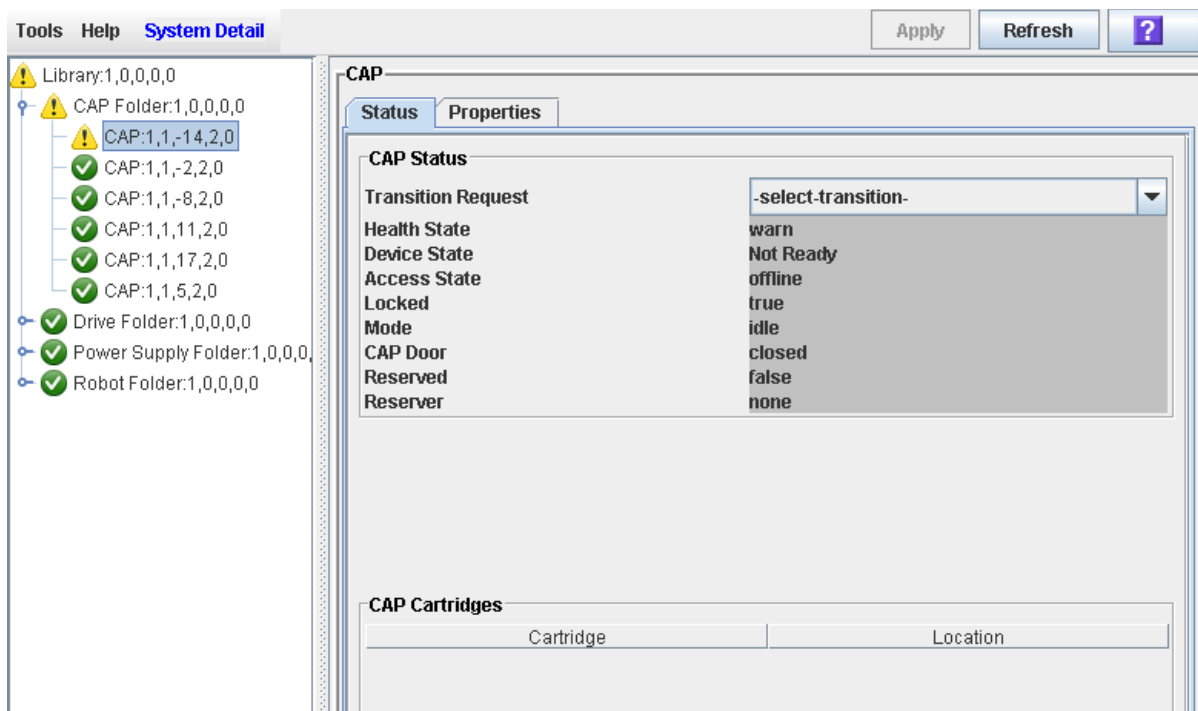 Tools Help System Detail Apply Refresh ?
Library:1,0,0,0,0
CAP Folder:1,0,0,0,0
CAP:1,1,-14,2,0
CAP:1,1,-2,2,0
CAP:1,1,-8,2,0
CAP:1,1,11,2,0
CAP:1,1,17,2,0
CAP:1,1,5,2,0
Drive Folder:1,0,0,0,0
Power Supply Folder:1,0,0,0,
Robot Folder:1,0,0,0,0
CAP
Status Properties
CAP Status
Transition Request -select-transition-
Health State warn
Device State Not Ready
Access State offline
Locked true
Mode idle
CAP Door closed
Reserved false
Reserver none
CAP Cartridges
Cartridge Location